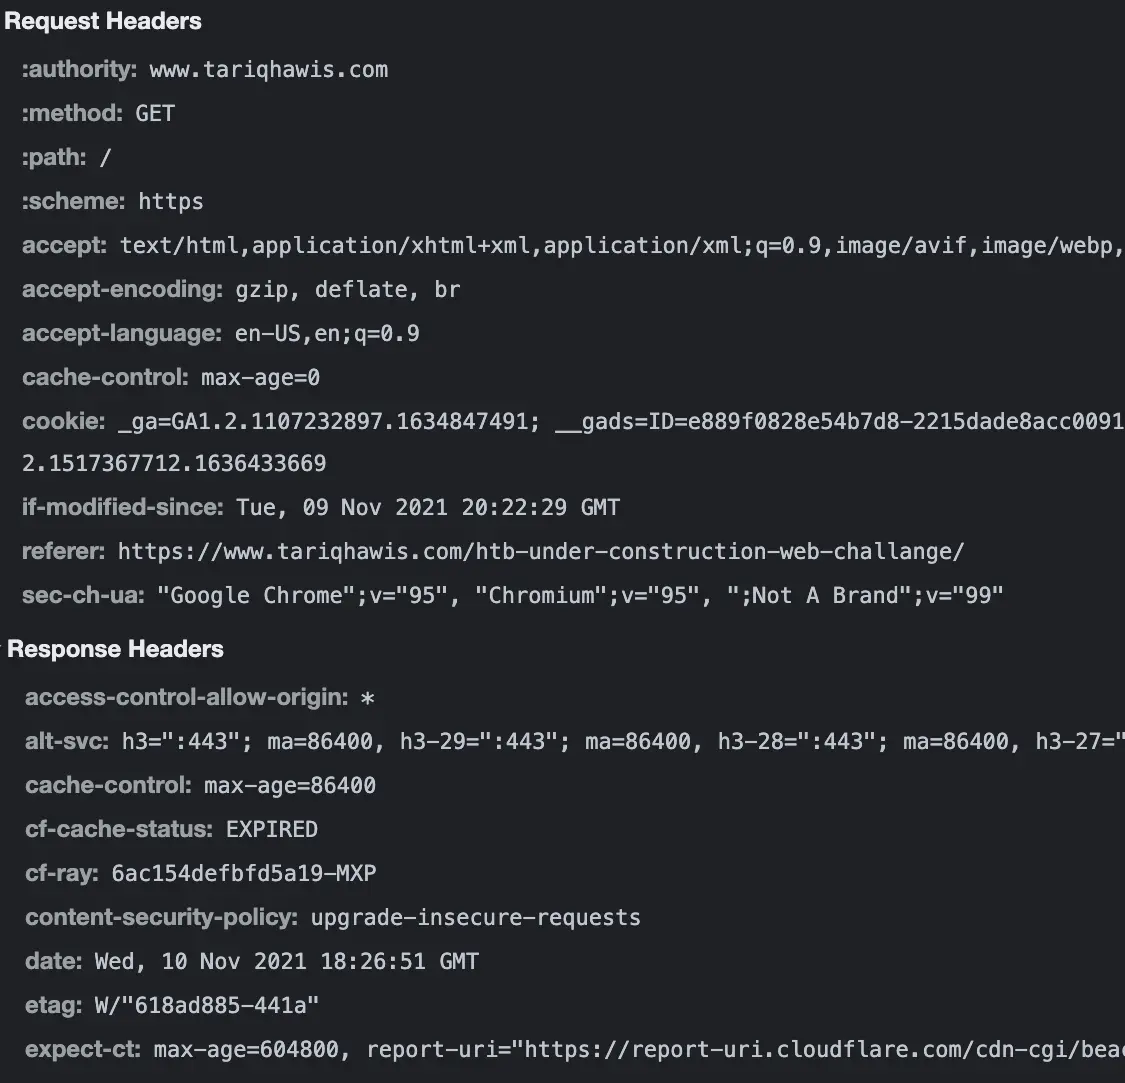 Request Headers
:authority: www.tariqhawis.com
:method: GET
:path: /
:scheme: https
accept: text/html,application/xhtml+xml,application/xml;q=0.9,image/avif,image/webp,
accept-encoding: gzip, deflate, br
accept-language: en-US,en;q=0.9
cache-control: max-age=0
cookie: _ga=GA1.2.1107232897.1634847491; __gads=ID=e889f0828e54b7d8-2215dade8acc0091
2.1517367712.1636433669
if-modified-since: Tue, 09 Nov 2021 20:22:29 GMT
referer: https://www.tariqhawis.com/htb-under-construction-web-challange/
sec-ch-ua: "Google Chrome";v="95", "Chromium";v="95", ";Not A Brand";v="99"
Response Headers
access-control-allow-origin: *
alt-svc: h3=":443"; ma=86400, h3-29=":443"; ma=86400, h3-28=":443"; ma=86400, h3-27="
cache-control: max-age=86400
cf-cache-status: EXPIRED
cf-ray: 6ac154defbfd5a19-MXP
content-security-policy: upgrade-insecure-requests
date: Wed, 10 Nov 2021 18:26:51 GMT
etag: W/"618ad885-441a"
expect-ct: max-age=604800, report-uri="https://report-uri.cloudflare.com/cdn-cgi/beac